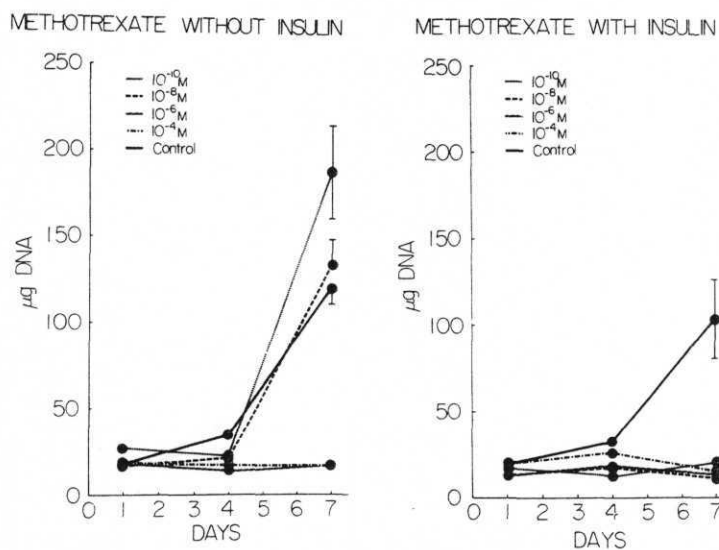 METHOTREXATE WITHOUT INSULIN
250
200
150
100
50
0
µg DNA
10⁻¹⁰M
10⁻⁸M
10⁻⁶M
10⁻⁴M
Control
0 1 2 3 4 5 6 7
DAYS
METHOTREXATE WITH INSULIN
250
200
150
100
50
0
µg DNA
10⁻¹⁰M
10⁻⁸M
10⁻⁶M
10⁻⁴M
Control
0 1 2 3 4 5 6 7
DAYS